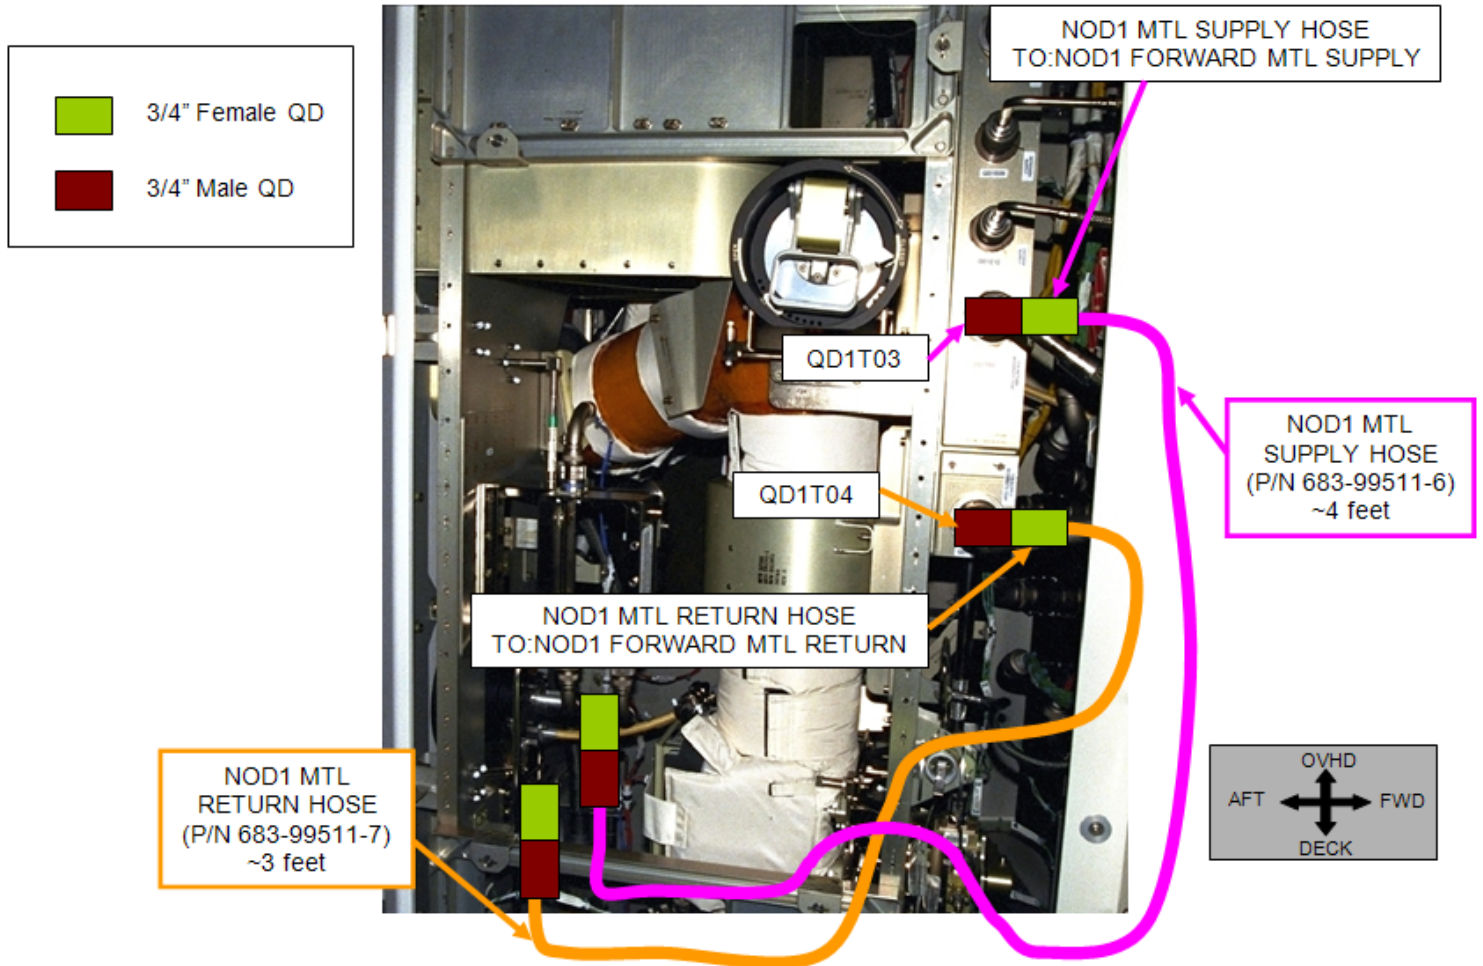 NOD1 MTL SUPPLY HOSE
TO:NOD1 FORWARD MTL SUPPLY
3/4” Female QD
3/4” Male QD
QD1T03
NOD1 MTL
SUPPLY HOSE
(P/N 683-99511-6)
~4 feet
QD1T04
NOD1 MTL RETURN HOSE
TO:NOD1 FORWARD MTL RETURN
NOD1 MTL
RETURN HOSE
(P/N 683-99511-7)
~3 feet
OVHD
AFT
FWD
DECK